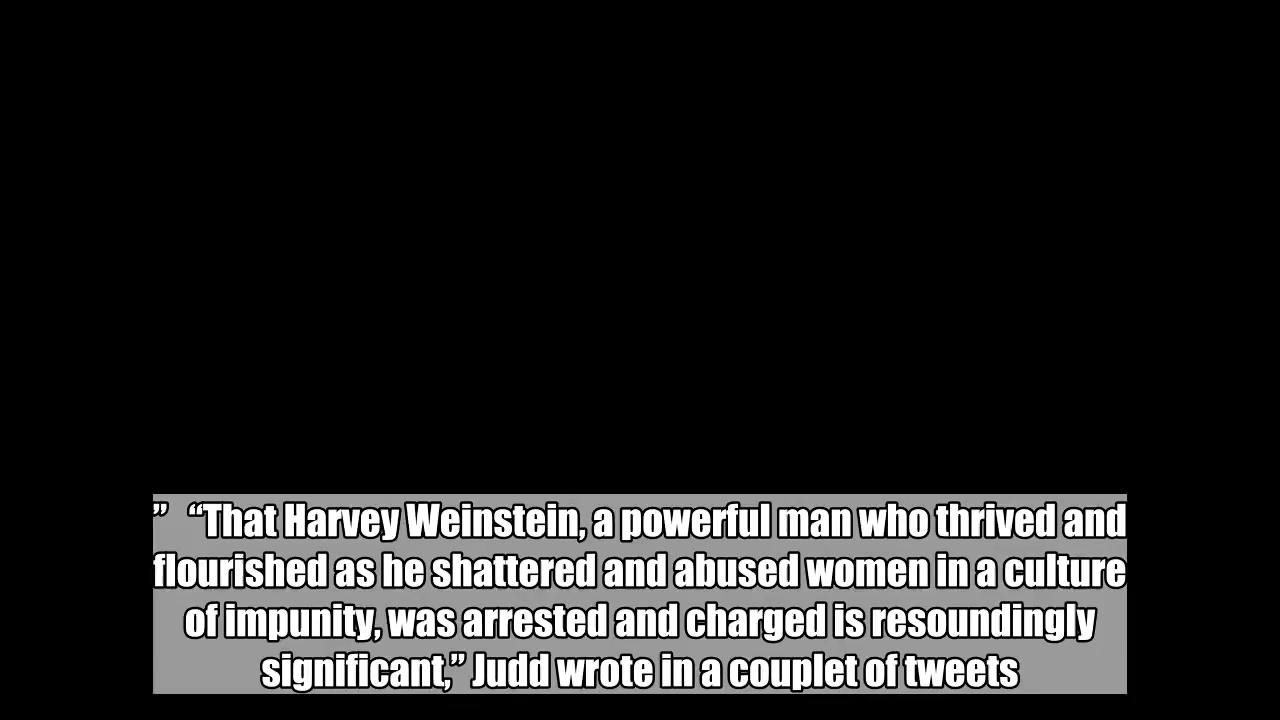 ”  “That Harvey Weinstein, a powerful man who thrived and
flourished as he shattered and abused women in a culture
of impunity, was arrested and charged is resoundingly
significant,” Judd wrote in a couplet of tweets